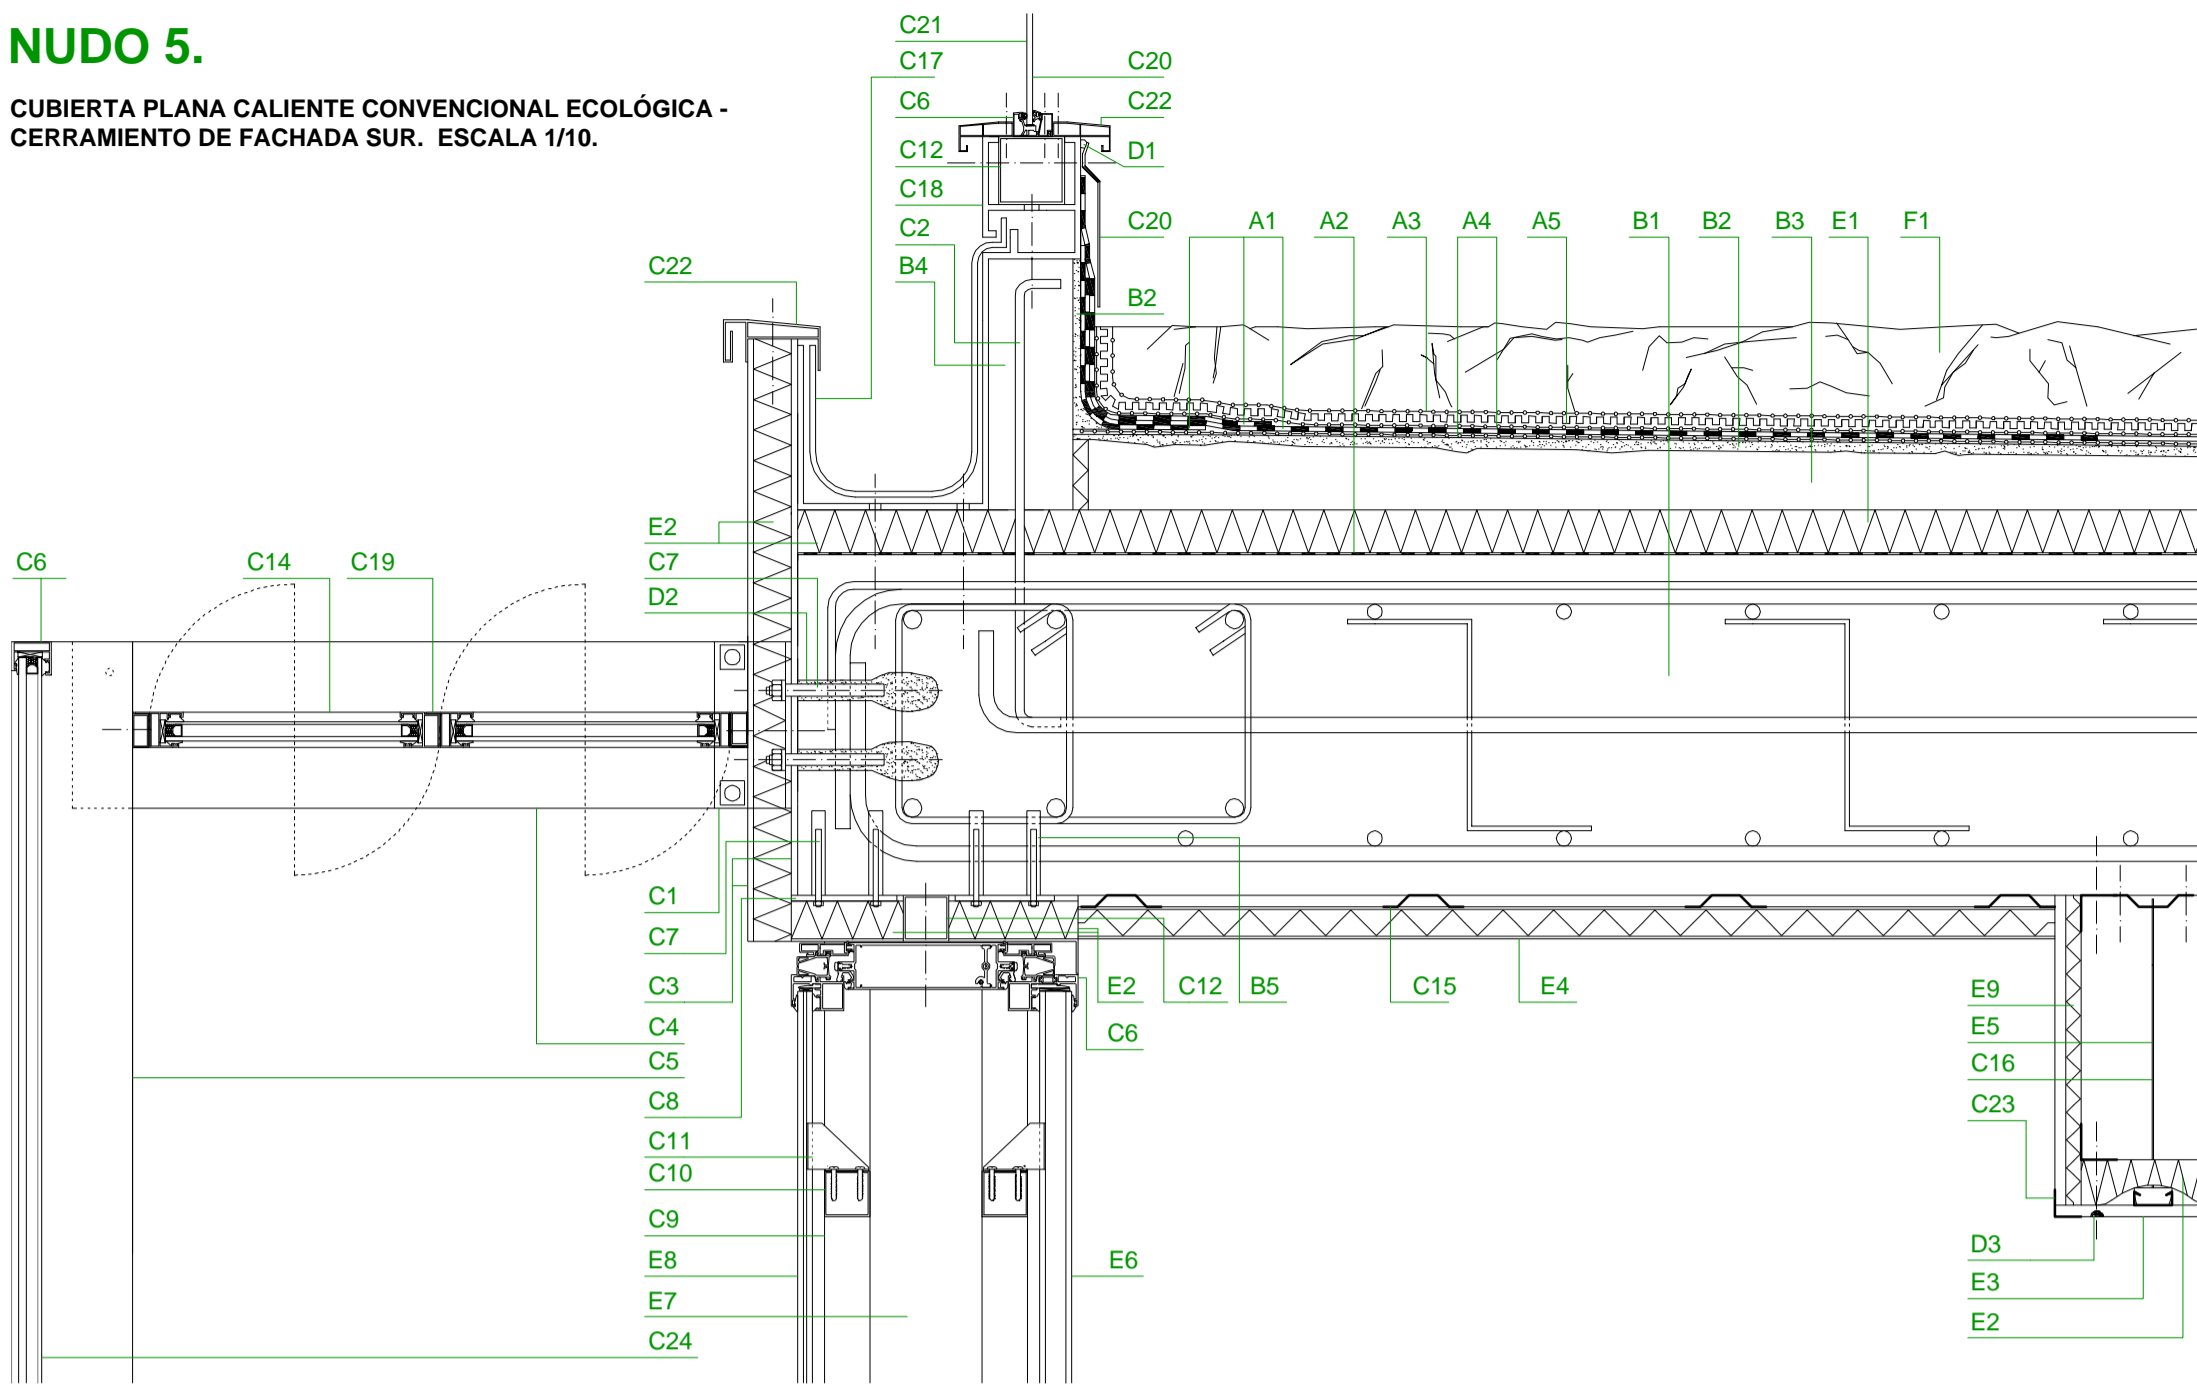 NUDO 5.
CUBIERTA PLANA CALIENTE CONVENCIONAL ECOLÓGICA -
CERRAMIENTO DE FACHADA SUR. ESCALA 1/10.
C21
C17
C6
C12
C18
C2
B4
C20
C22
D1
C20
B2
A1
A2
A3
A4
A5
B1
B2
B3
E1
F1
C22
E2
C7
D2
C6
C14
C19
C1
C7
C3
C4
C5
C8
C11
C10
C9
E8
E7
C24
E2
C12
B5
C15
E4
C6
E6
E9
E5
C16
C23
D3
E3
E2